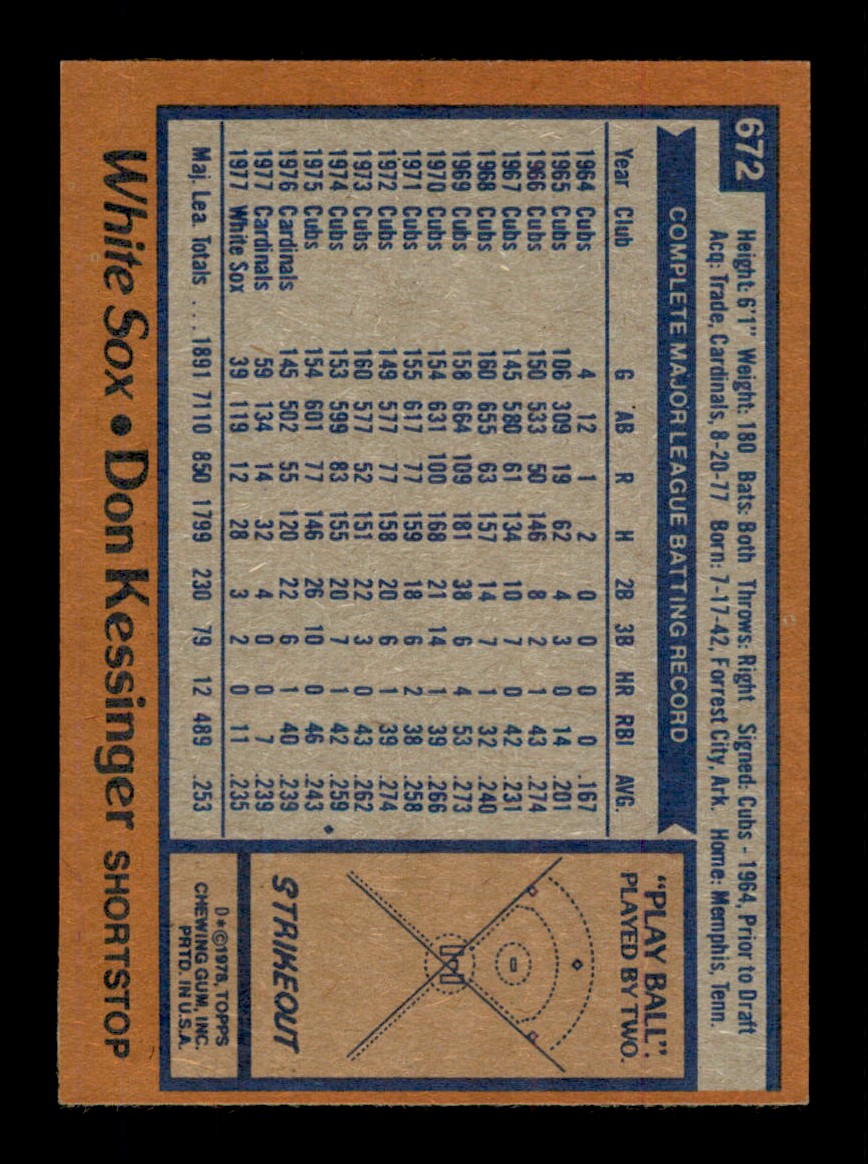 672
Height: 6'1" Weight: 180 Bats: Both Throws: Right Signed: Cubs - 1964, Prior to Draft
Acq: Trade, Cardinals, 8-20-77 Born: 7-17-42, Forrest City, Ark. Home: Memphis, Tenn.
COMPLETE MAJOR LEAGUE BATTING RECORD
Year Club G AB R H 2B 3B HR RBI AVG.
1964 Cubs 4 12 1 2 0 0 0 0 .167
1965 Cubs 106 309 19 62 4 3 0 14 .201
1966 Cubs 150 533 50 146 8 2 1 43 .274
1967 Cubs 145 580 61 134 10 7 0 42 .231
1968 Cubs 160 655 63 157 14 7 1 32 .240
1969 Cubs 158 664 109 181 38 6 4 53 .273
1970 Cubs 154 631 100 168 21 14 1 39 .266
1971 Cubs 155 617 77 159 18 6 2 38 .258
1972 Cubs 149 577 77 158 20 6 1 39 .274
1973 Cubs 160 577 52 151 22 3 0 43 .262
1974 Cubs 153 599 83 155 20 7 1 42 .259
1975 Cubs 154 601 77 146 26 10 0 46 .243
1976 Cardinals 145 502 55 120 22 6 1 40 .239
1977 Cardinals 59 134 14 32 4 0 0 7 .239
1977 White Sox 39 119 12 28 3 2 0 11 .235
Maj. Lea. Totals . . . 1891 7110 850 1799 230 79 12 489 .253
"PLAY BALL".
PLAYED BY TWO.
STRIKEOUT
D*©1978, TOPPS
CHEWING GUM, INC.
PRTD. IN U.S.A.
White Sox • Don Kessinger SHORTSTOP